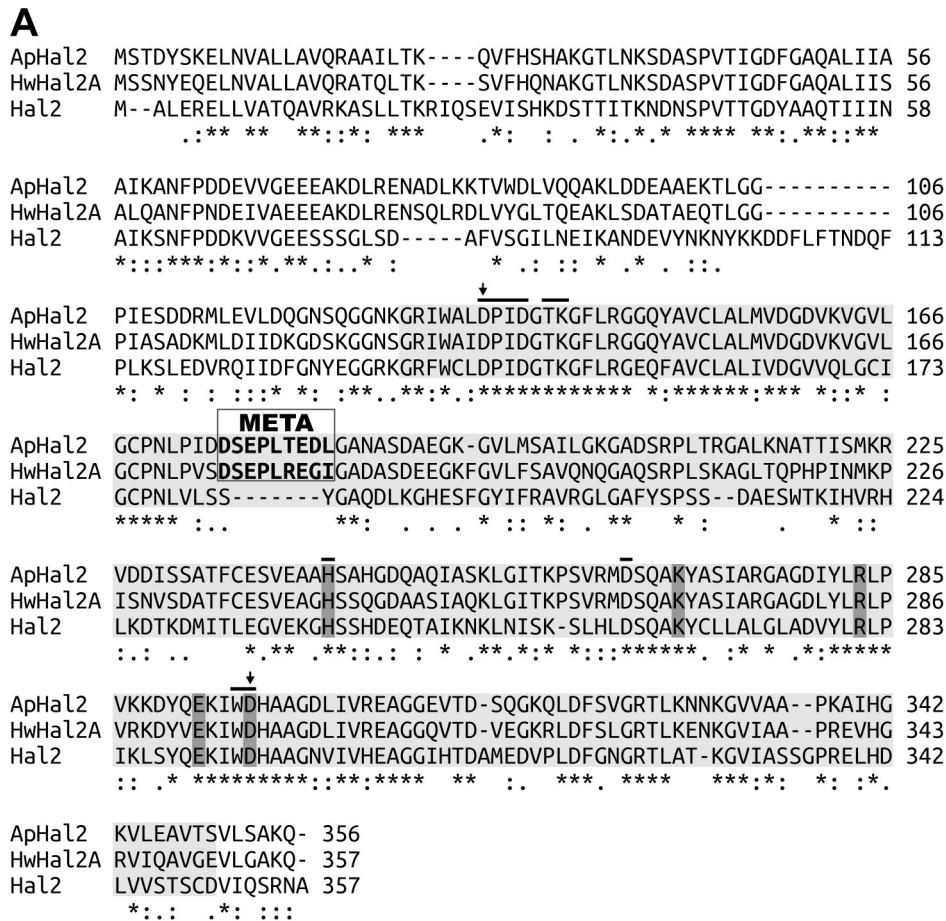 A
ApHal2 MSTDYSKELNVALLAVQRAAILTK----QVFHSHAKGTLNKSDASPVTIGDFGAQALIIA 56
HwHal2A MSSNYEQELNVALLAVQRATQLTK----SVFHQNAKGTLNKSDASPVTIGDFGAQALIIS 56
Hal2 M--ALERELLVATQAVRKASLLTKRIQSEVISHKDSTTITKNDNSPVTTGDYAAQTIIIN 58
.:** ** **::*: *** .*: : . *:.*.* **** **:.**::**
ApHal2 AIKANFPDDEVVGEEEAKDLRENADLKKTVWDLVQQAKLDDEAAEKTLGG---------- 106
HwHal2A ALQANFPNDEIVAEEEAKDLRENSQLRDLVYGLTQEAKLSDATAEQTLGG---------- 106
Hal2 AIKSNFPDDKVVGEESSSGLSD-----AFVSGILNEIKANDEVYNKNYKKDDFLFTNDQF 113
*:::***:*::*.**.:..* : * .: :: * .* . ::.
ApHal2 PIESDDRMLEVLDQGNSQGGNKGRIWALDPIDGTKGFLRGGQYAVCLALMVDGDVKVGVL 166
HwHal2A PIASADKMLDIIDKGDSKGGNSGRIWAIDPIDGTKGFLRGGQYAVCLALMVDGDVKVGVL 166
Hal2 PLKSLEDVRQIIDFGNYEGGRKGRFWCLDPIDGTKGFLRGEQFAVCLALIVDGVVQLGCI 173
*: * : : :::* *: :**..**:*.:************ *:******:*** *::* :
META
ApHal2 GCPNLPIDDSEPLTEDLGANASDAEGK-GVLMSAILGKGADSRPLTRGALKNATTISMKR 225
HwHal2A GCPNLPVSDSEPLREGIGADASDEEGKFGVLFSAVQNQGAQSRPLSKAGLTQPHPINMKP 226
Hal2 GCPNLVLSS-------YGAQDLKGHESFGYIFRAVRGLGAFYSPSS--DAESWTKIHVRH 224
***** :.. **: . . . * :: *: . ** * : . * ::
ApHal2 VDDISSATFCESVEAAHSAHGDQAQIASKLGITKPSVRMDSQAKYASIARGAGDIYLRLP 285
HwHal2A ISNVSDATFCESVEAGHSSQGDAASIAQKLGITKPSVRMDSQAKYASIARGAGDLYLRLP 286
Hal2 LKDTKDMITLEGVEKGHSSHDEQTAIKNKLNISK-SLHLDSQAKYCLLALGLADVYLRLP 283
:.: .. *.** .**::.: : * .**.*:* *:::******. :* * .*:*****
ApHal2 VKKDYQEKIWDHAAGDLIVREAGGEVTD-SQGKQLDFSVGRTLKNNKGVVAA--PKAIHG 342
HwHal2A VRKDYVEKIWDHAAGDLIVREAGGQVTD-VEGKRLDFSLGRTLKENKGVIAA--PREVHG 343
Hal2 IKLSYQEKIWDHAAGNVIVHEAGGIHTDAMEDVPLDFGNGRTLAT-KGVIASSGPRELHD 342
:: .* *********::**:**** ** :. ***. **** ***:*: *: :*.
ApHal2 KVLEAVTSVLSAKQ- 356
HwHal2A RVIQAVGEVLGAKQ- 357
Hal2 LVVSTSCDVIQSRNA 357
*:.: .*: :::